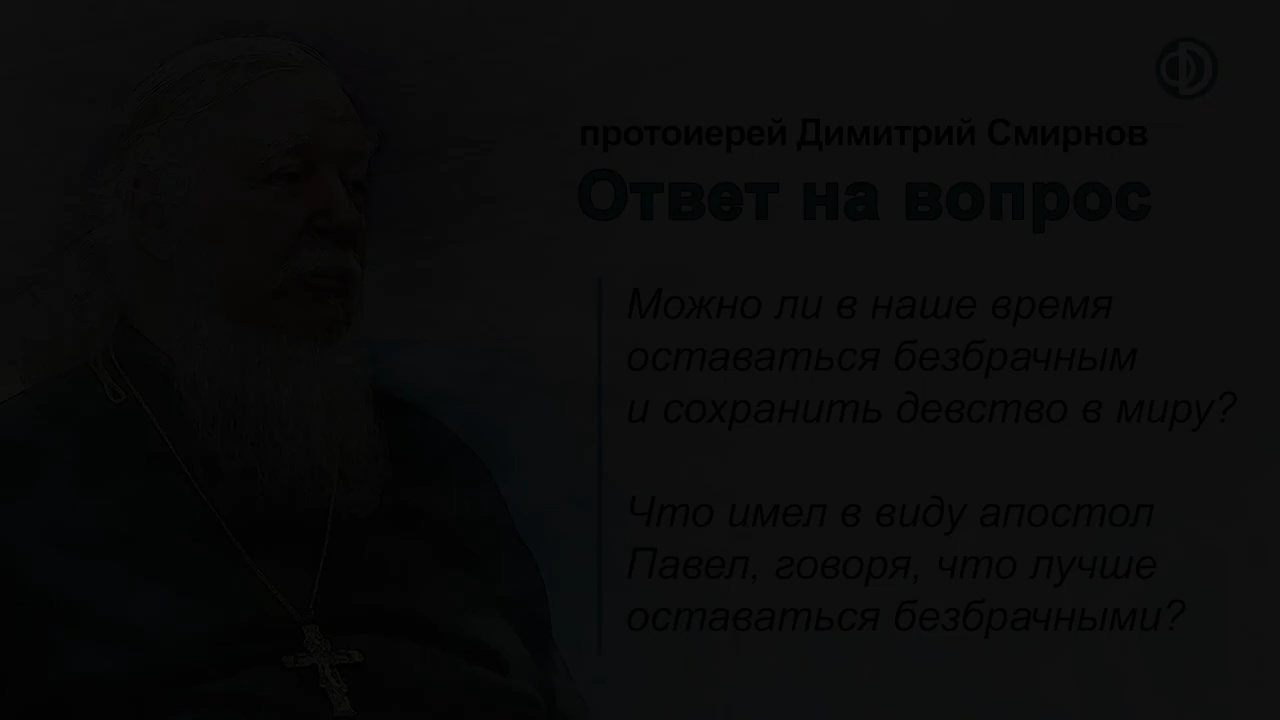 протоиерей Димитрий Смирнов
Ответ на вопрос
Можно ли в наше время
оставаться безбрачным
и сохранить девство в миру?
Что имел в виду апостол
Павел, говоря, что лучше
оставаться безбрачными?